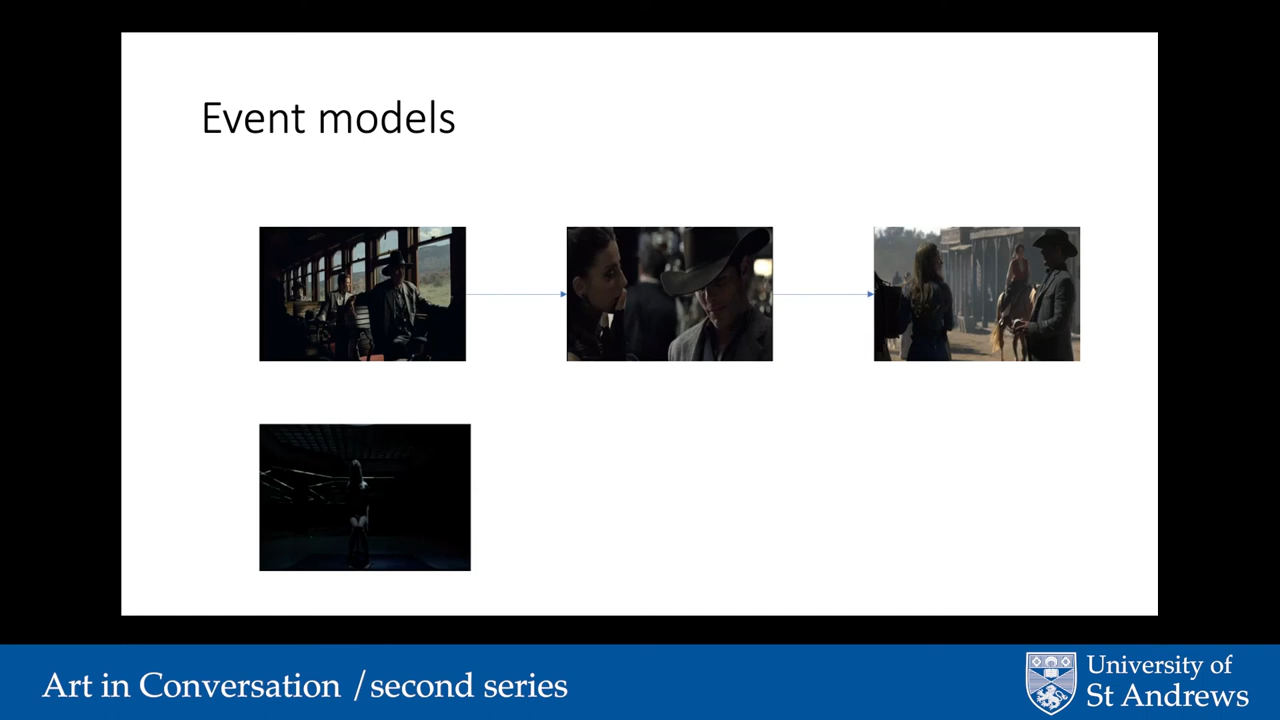 Event models
Art in Conversation / second series
University of
St Andrews